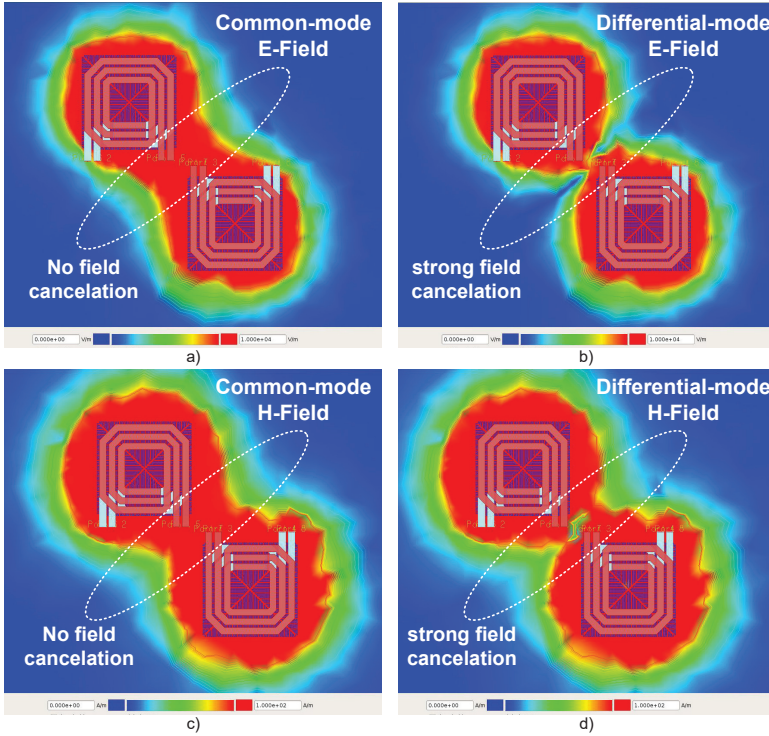 Common-mode
E-Field
No field
cancelation
0.000e+00 V/m
1.000e+04 V/m
a)
Differential-mode
E-Field
strong field
cancelation
0.000e+00 V/m
1.000e+04 V/m
b)
Common-mode
H-Field
No field
cancelation
0.000e+00 A/m
1.000e+02 A/m
c)
Differential-mode
H-Field
strong field
cancelation
0.000e+00 A/m
1.000e+02 A/m
d)